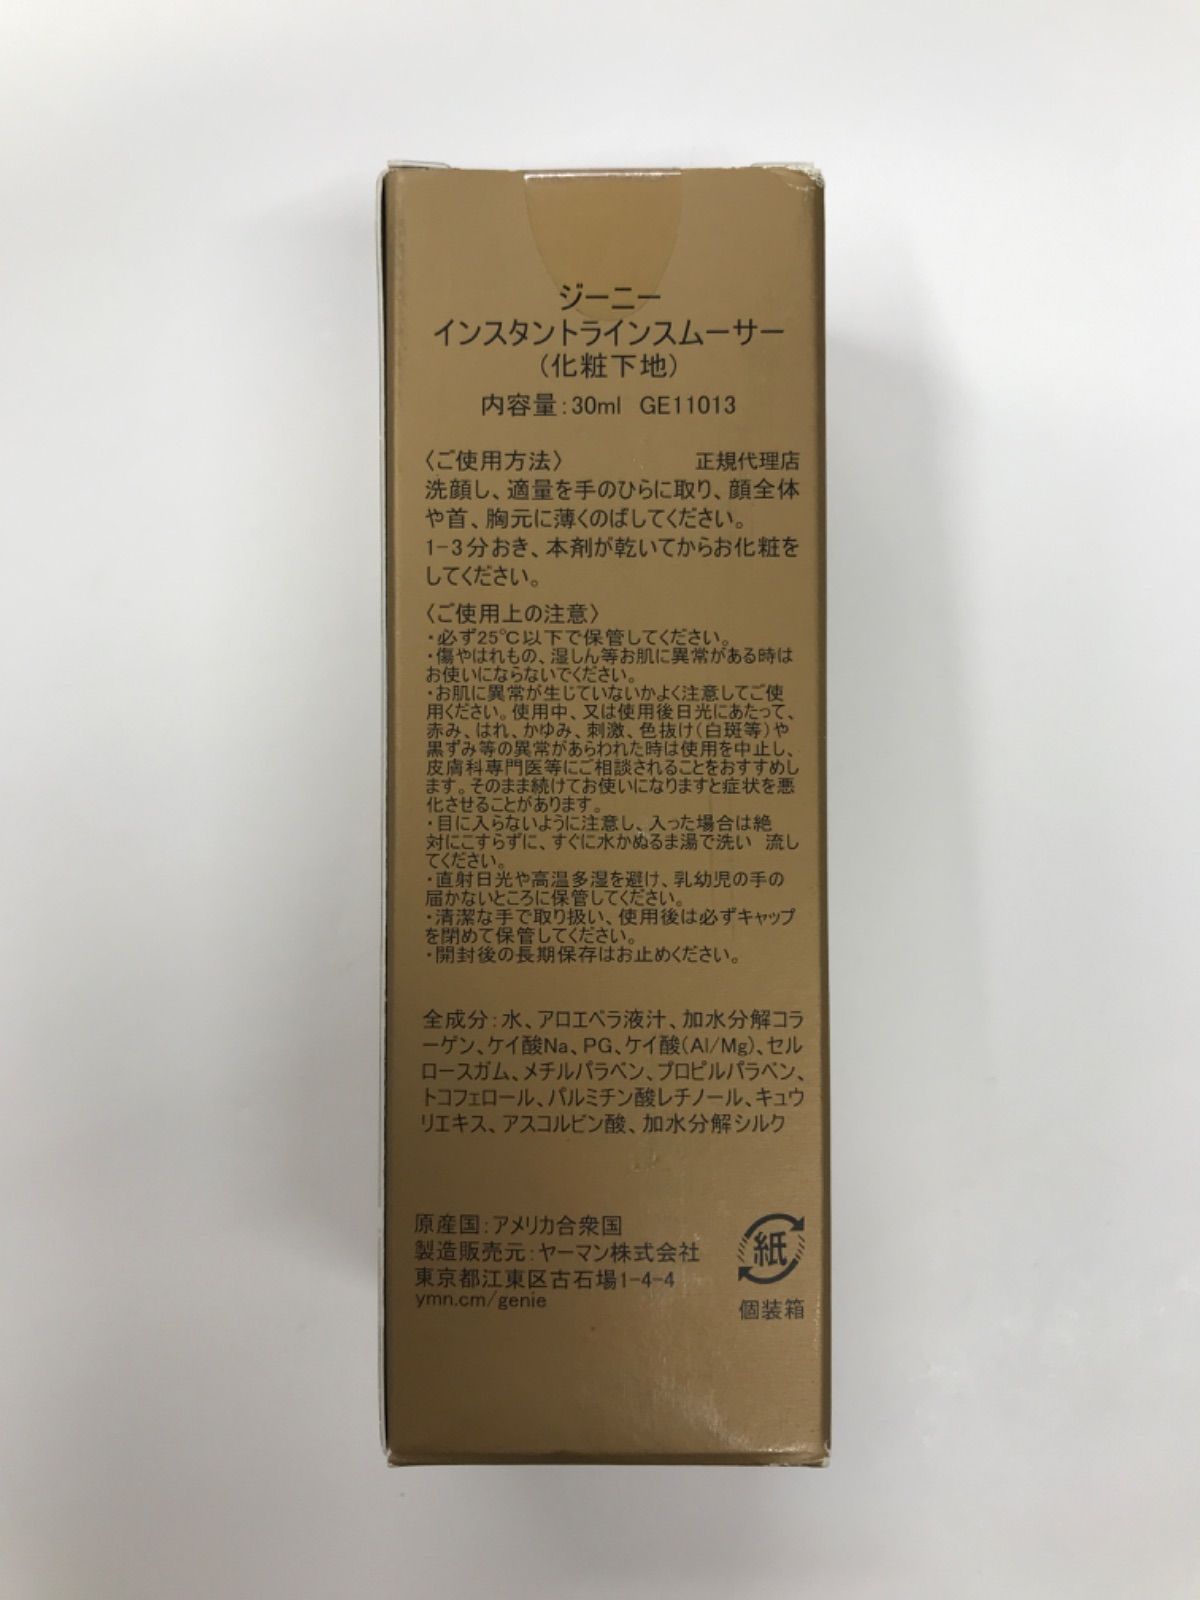 ジーニー
インスタントラインスムーサー
(化粧下地)
内容量:30ml GE11013
〈ご使用方法〉 正規代理店
洗顔し、適量を手のひらに取り、顔全体
や首、胸元に薄くのばしてください。
1-3分おき、本剤が乾いてからお化粧を
してください。
〈ご使用上の注意〉
・必ず25℃以下で保管してください。
・傷やはれもの、湿しん等お肌に異常がある時は
お使いにならないでください。
・お肌に異常が生じていないかよく注意してご使
用ください。使用中、又は使用後日光にあたって、
赤み、はれ、かゆみ、刺激、色抜け(白斑等)や
黒ずみ等の異常があらわれた時は使用を中止し、
皮膚科専門医等にご相談されることをおすすめし
ます。そのまま続けてお使いになりますと症状を悪
化させることがあります。
・目に入らないように注意し、入った場合は絶
対にこすらずに、すぐに水かぬるま湯で洗い 流し
てください。
・直射日光や高温多湿を避け、乳幼児の手の
届かないところに保管してください。
・清潔な手で取り扱い、使用後は必ずキャップ
を閉めて保管してください。
・開封後の長期保存はお止めください。
全成分:水、アロエベラ液汁、加水分解コラ
ーゲン、ケイ酸Na、PG、ケイ酸(Al/Mg)、セル
ロースガム、メチルパラベン、プロピルパラベン、
トコフェロール、パルミチン酸レチノール、キュウ
リエキス、アスコルビン酸、加水分解シルク
原産国:アメリカ合衆国
製造販売元:ヤーマン株式会社
東京都江東区古石場1-4-4
ymn.cm/genie
紙
個装箱